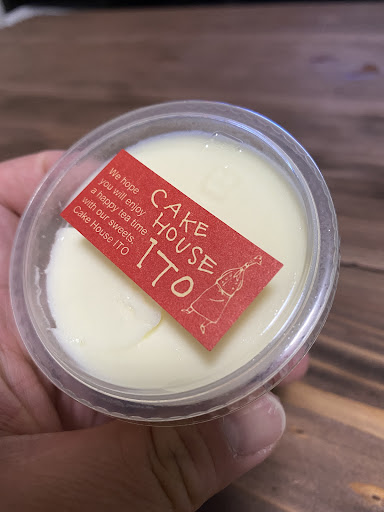 We hope
you will enjoy
a happy tea time
with our sweets.
Cake House ITO
CAKE
HOUSE
ITO